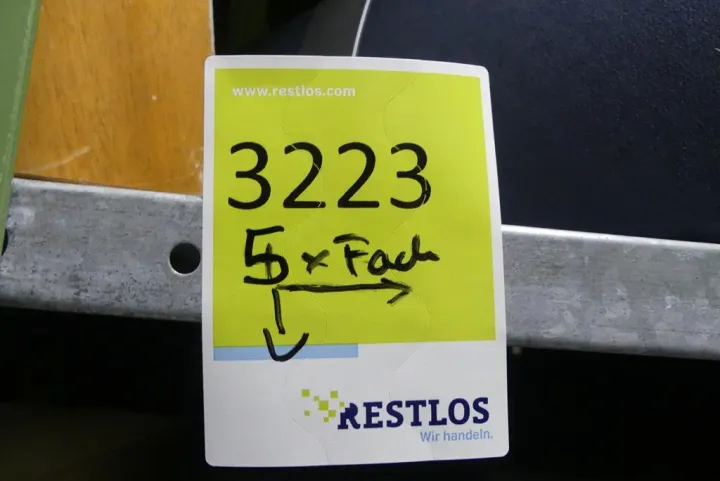 www.restlos.com
3223
5 x Fach
RESTLOS
Wir handeln.